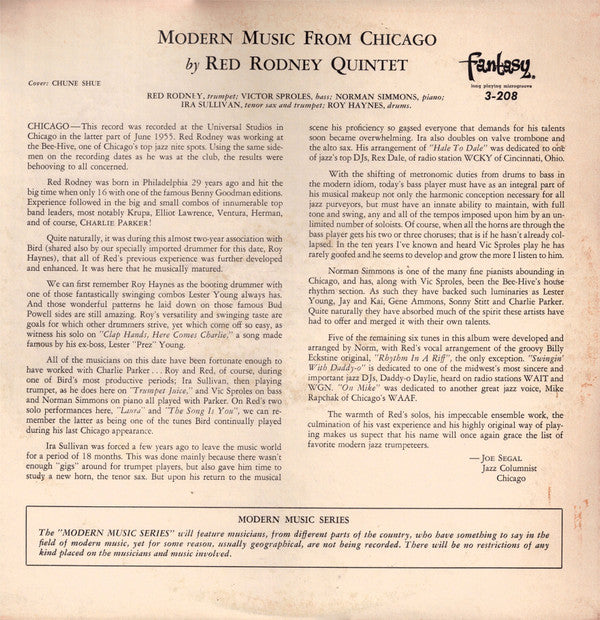 MODERN MUSIC FROM CHICAGO
by RED RODNEY QUINTET
Cover: CHUNE SHUE
fantasy.
long playing microgroove
3-208
RED RODNEY, trumpet; VICTOR SPROLES, bass; NORMAN SIMMONS, piano;
IRA SULLIVAN, tenor sax and trumpet; ROY HAYNES, drums.
CHICAGO—This record was recorded at the Universal Studios in
Chicago in the latter part of June 1955. Red Rodney was working at
the Bee-Hive, one of Chicago's top jazz nite spots. Using the same side-
men on the recording dates as he was at the club, the results were
behooving to all concerned.
Red Rodney was born in Philadelphia 29 years ago and hit the
big time when only 16 with one of the famous Benny Goodman editions.
Experience followed in the big and small combos of innumerable top
band leaders, most notably Krupa, Elliot Lawrence, Ventura, Herman,
and of course, CHARLIE PARKER!
Quite naturally, it was during this almost two-year association with
Bird (shared also by our specially imported drummer for this date, Roy
Haynes), that all of Red's previous experience was further developed
and enhanced. It was here that he musically matured.
We can first remember Roy Haynes as the booting drummer with
one of those fantastically swinging combos Lester Young always has.
And those wonderful patterns he laid down on those famous Bud
Powell sides are still amazing. Roy's versatility and swinging taste are
goals for which other drummers strive, yet which come off so easy, as
witness his solo on "Clap Hands, Here Comes Charlie," a song made
famous by his ex-boss, Lester "Prez" Young.
All of the musicians on this date have been fortunate enough to
have worked with Charlie Parker . . . Roy and Red, of course, during
one of Bird's most productive periods; Ira Sullivan, then playing
trumpet, as he does here on "Trumpet Juice," and Vic Sproles on bass
and Norman Simmons on piano all played with Parker. On Red's two
solo performances here, "Laura" and "The Song Is You", we can re-
member the latter as being one of the tunes Bird continually played
during his last Chicago appearance.
Ira Sullivan was forced a few years ago to leave the music world
for a period of 18 months. This was done mainly because there wasn't
enough "gigs" around for trumpet players, but also gave him time to
study a new horn, the tenor sax. But upon his return to the musical
scene his proficiency so gassed everyone that demands for his talents
soon became overwhelming. Ira also doubles on valve trombone and
the alto sax. His arrangement of "Hale To Dale" was dedicated to one
of jazz's top DJs, Rex Dale, of radio station WCKY of Cincinnati, Ohio.
With the shifting of metronomic duties from drums to bass in
the modern idiom, today's bass player must have as an integral part of
his musical makeup not only the harmonic conception necessary for all
jazz purveyors, but must have an innate ability to maintain, with full
tone and swing, any and all of the tempos imposed upon him by an un-
limited number of soloists. Of course, when all the horns are through the
bass player gets his two or three choruses; that is if he hasn't already col-
lapsed. In the ten years I've known and heard Vic Sproles play he has
rarely goofed and he seems to develop and grow the more I listen to him.
Norman Simmons is one of the many fine pianists abounding in
Chicago, and has, along with Vic Sproles, been the Bee-Hive's house
rhythm section. As such they have backed such luminaries as Lester
Young, Jay and Kai, Gene Ammons, Sonny Stitt and Charlie Parker.
Quite naturally they have absorbed much of the spirit these artists have
had to offer and merged it with their own talents.
Five of the remaining six tunes in this album were developed and
arranged by Norm, with Red's vocal arrangement of the groovy Billy
Eckstine original, "Rhythm In A Riff", the only exception. "Swingin'
With Daddy-o" is dedicated to one of the midwest's most sincere and
important jazz DJs, Daddy-o Daylie, heard on radio stations WAIT and
WGN. "On Mike" was dedicated to another great jazz voice, Mike
Rapchak of Chicago's WAAF.
The warmth of Red's solos, his impeccable ensemble work, the
culmination of his vast experience and his highly original way of play-
ing makes us supect that his name will once again grace the list of
favorite modern jazz trumpeteers.
— JOE SEGAL
Jazz Columnist
Chicago
MODERN MUSIC SERIES
The "MODERN MUSIC SERIES" will feature musicians, from different parts of the country, who have something to say in the
field of modern music, yet for some reason, usually geographical, are not being recorded. There will be no restrictions of any
kind placed on the musicians and music involved.